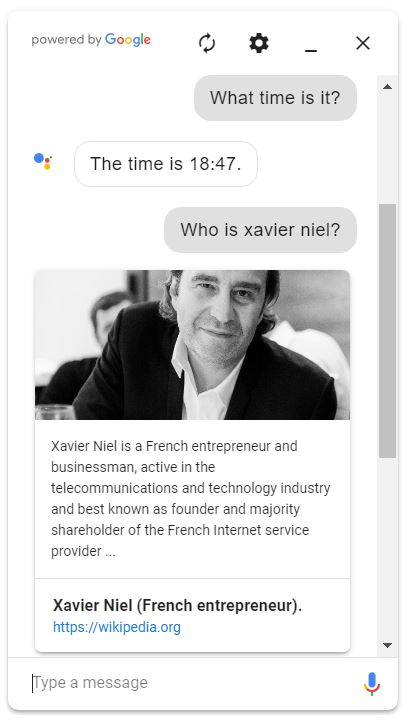 powered by Google
What time is it?
The time is 18:47.
Who is xavier niel?
Xavier Niel is a French entrepreneur and
businessman, active in the
telecommunications and technology industry
and best known as founder and majority
shareholder of the French Internet service
provider ...
Xavier Niel (French entrepreneur).
https://wikipedia.org
Type a message